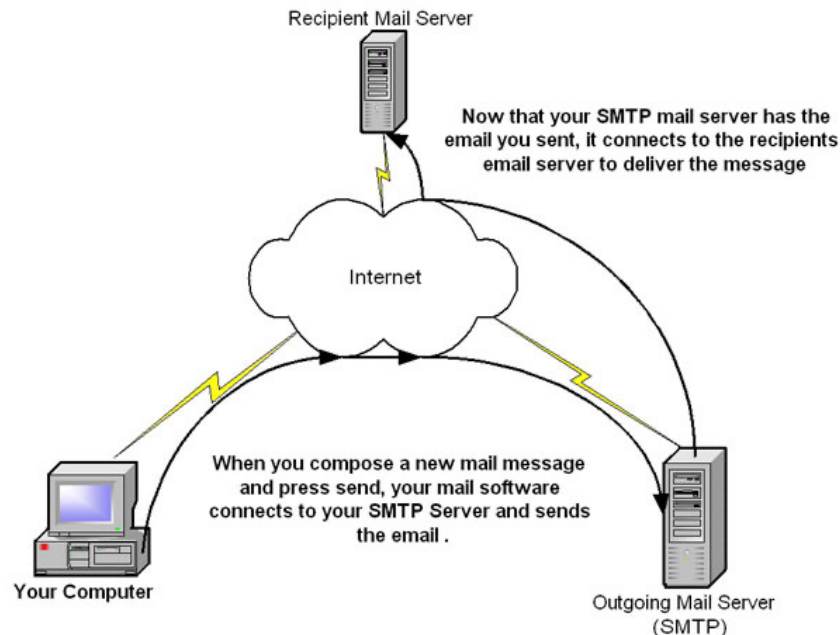 Recipient Mail Server
Now that your SMTP mail server has the
email you sent, it connects to the recipients
email server to deliver the message
Internet
When you compose a new mail message
and press send, your mail software
connects to your SMTP Server and sends
the email .
Your Computer
Outgoing Mail Server
(SMTP)